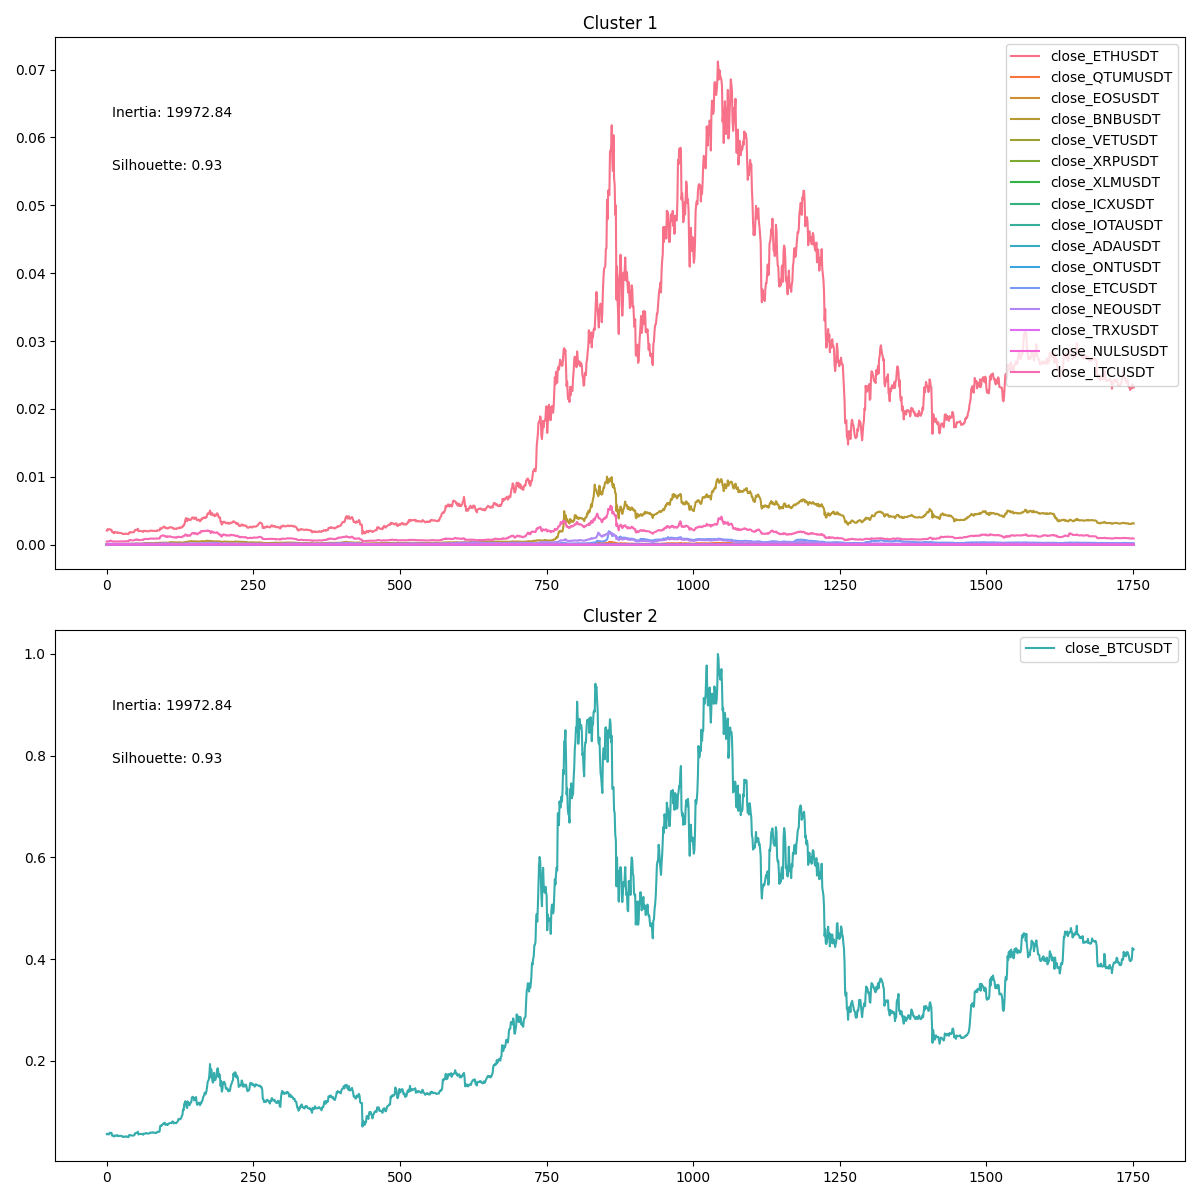 Cluster 1
0.07
0.06
0.05
0.04
0.03
0.02
0.01
0.00
Inertia: 19972.84
Silhouette: 0.93
close_ETHUSDT
close_QTUMUSDT
close_EOSUSDT
close_BNBUSDT
close_VETUSDT
close_XRPUSDT
close_XLMUSDT
close_ICXUSDT
close_IOTAUSDT
close_ADAUSDT
close_ONTUSDT
close_ETCUSDT
close_NEOUSDT
close_TRXUSDT
close_NULSUSDT
close_LTCUSDT
0 250 500 750 1000 1250 1500 1750
Cluster 2
1.0
0.8
0.6
0.4
0.2
Inertia: 19972.84
Silhouette: 0.93
close_BTCUSDT
0 250 500 750 1000 1250 1500 1750